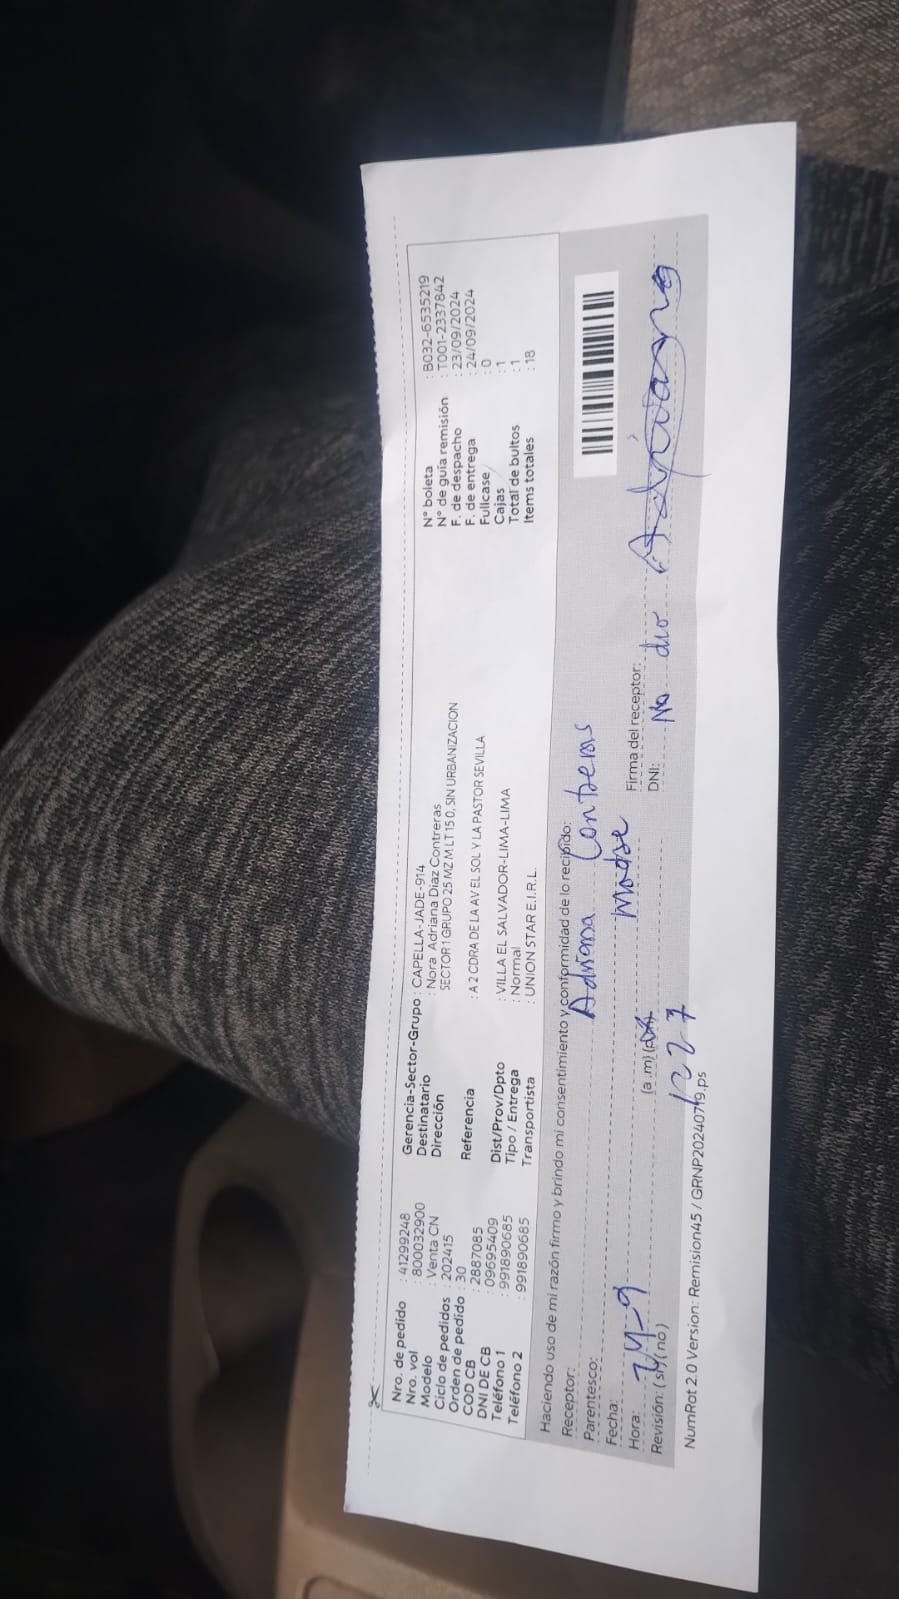 Nro. de pedido : 41299248 Gerencia-Sector-Grupo : CAPELLA-JADE-914 N° boleta : B032-6535219
Nro. vol : 800032900 Destinatario : Nora Adriana Diaz Contreras N° de guía remisión : T001-2337842
Modelo : Venta CN Dirección SECTOR 1 GRUPO 25 MZ M LT 15 0, SIN URBANIZACION F. de despacho : 23/09/2024
Ciclo de pedidos : 202415 F. de entrega : 24/09/2024
Orden de pedido : 30 Referencia : A 2 CDRA DE LA AV EL SOL Y LA PASTOR SEVILLA Fullcase : 0
COD CB : 2887085 Cajas : 1
DNI DE CB : 09695409 Dist/Prov/Dpto : VILLA EL SALVADOR-LIMA-LIMA Total de bultos : 1
Teléfono 1 : 991890685 Tipo / Entrega : Normal Items totales : 18
Teléfono 2 : 991890685 Transportista : UNION STAR E.I.R.L.
Haciendo uso de mi razón firmo y brindo mi consentimiento y conformidad de lo recibido:
Receptor: Adriana Contreras
Parentesco: Madre
Fecha: 24-9 Firma del receptor: Adriana
Hora: 12 27 (a .m) (p.m) DNI: No dio
Revisión: ( si ) ( no )
NumRot 2.0 Version: Remision45 / GRNP20240719.ps